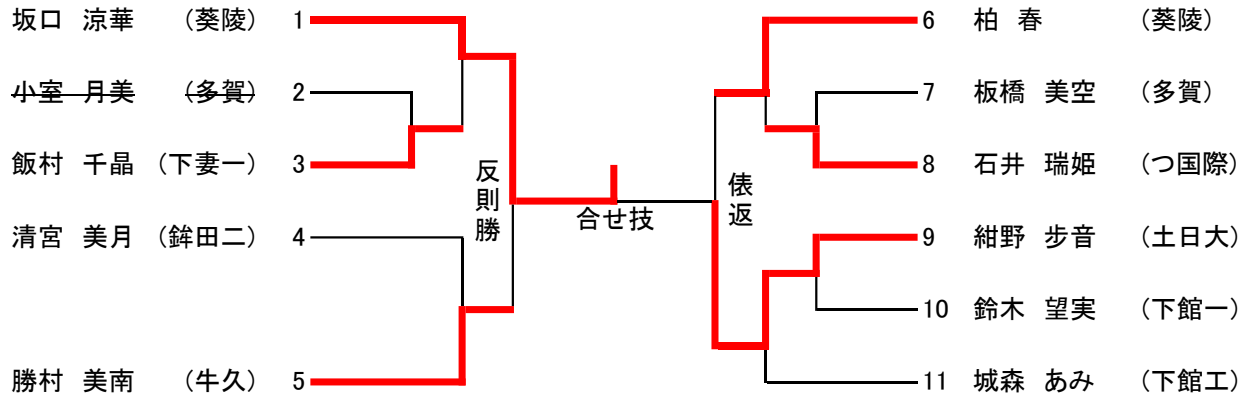 坂口 涼華 （葵陵） 1
小室 月美 （多賀） 2
飯村 千晶 （下妻一） 3
清宮 美月 （鉾田二） 4
勝村 美南 （牛久） 5
反則勝
合せ技
俵返
6 柏 春 （葵陵）
7 板橋 美空 （多賀）
8 石井 瑞姫 （つ国際）
9 紺野 歩音 （土日大）
10 鈴木 望実 （下館一）
11 城森 あみ （下館工）